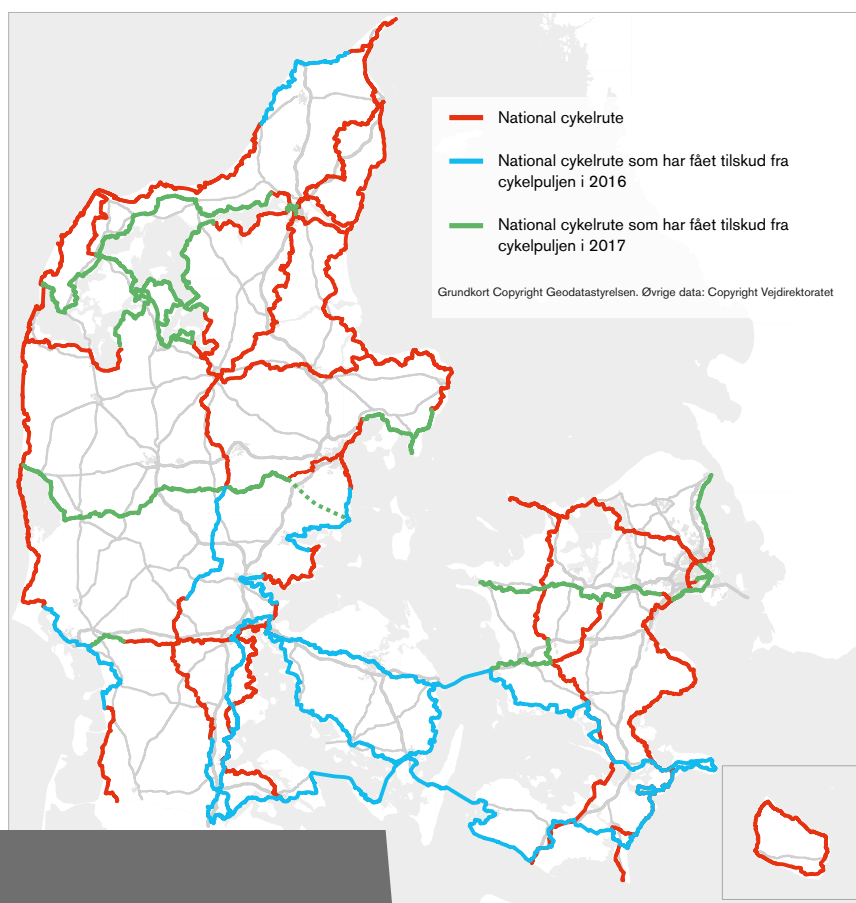 National cykelrute
National cykelrute som har fået tilskud fra
cykelpuljen i 2016
National cykelrute som har fået tilskud fra
cykelpuljen i 2017
Grundkort Copyright Geodatastyrelsen. Øvrige data: Copyright Vejdirektoratet